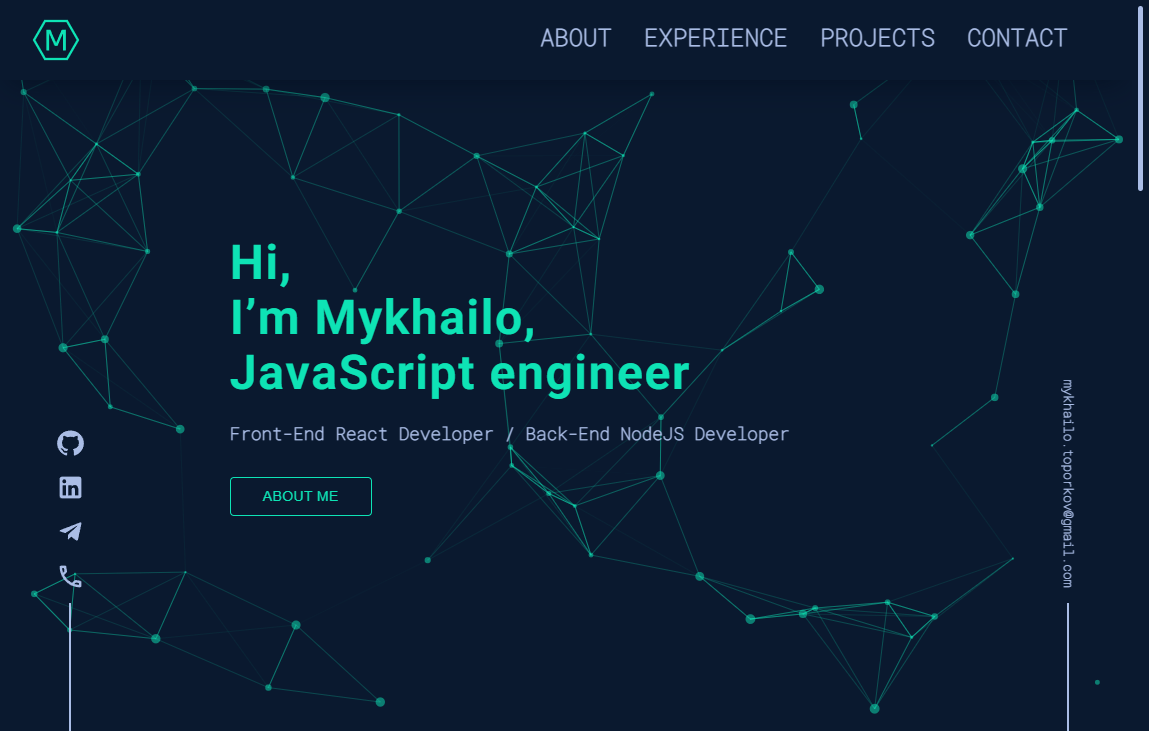 M
ABOUT EXPERIENCE PROJECTS CONTACT
Hi,
I’m Mykhailo,
JavaScript engineer
Front-End React Developer / Back-End NodeJS Developer
ABOUT ME
in
mykhailo.toporkov@gmail.com